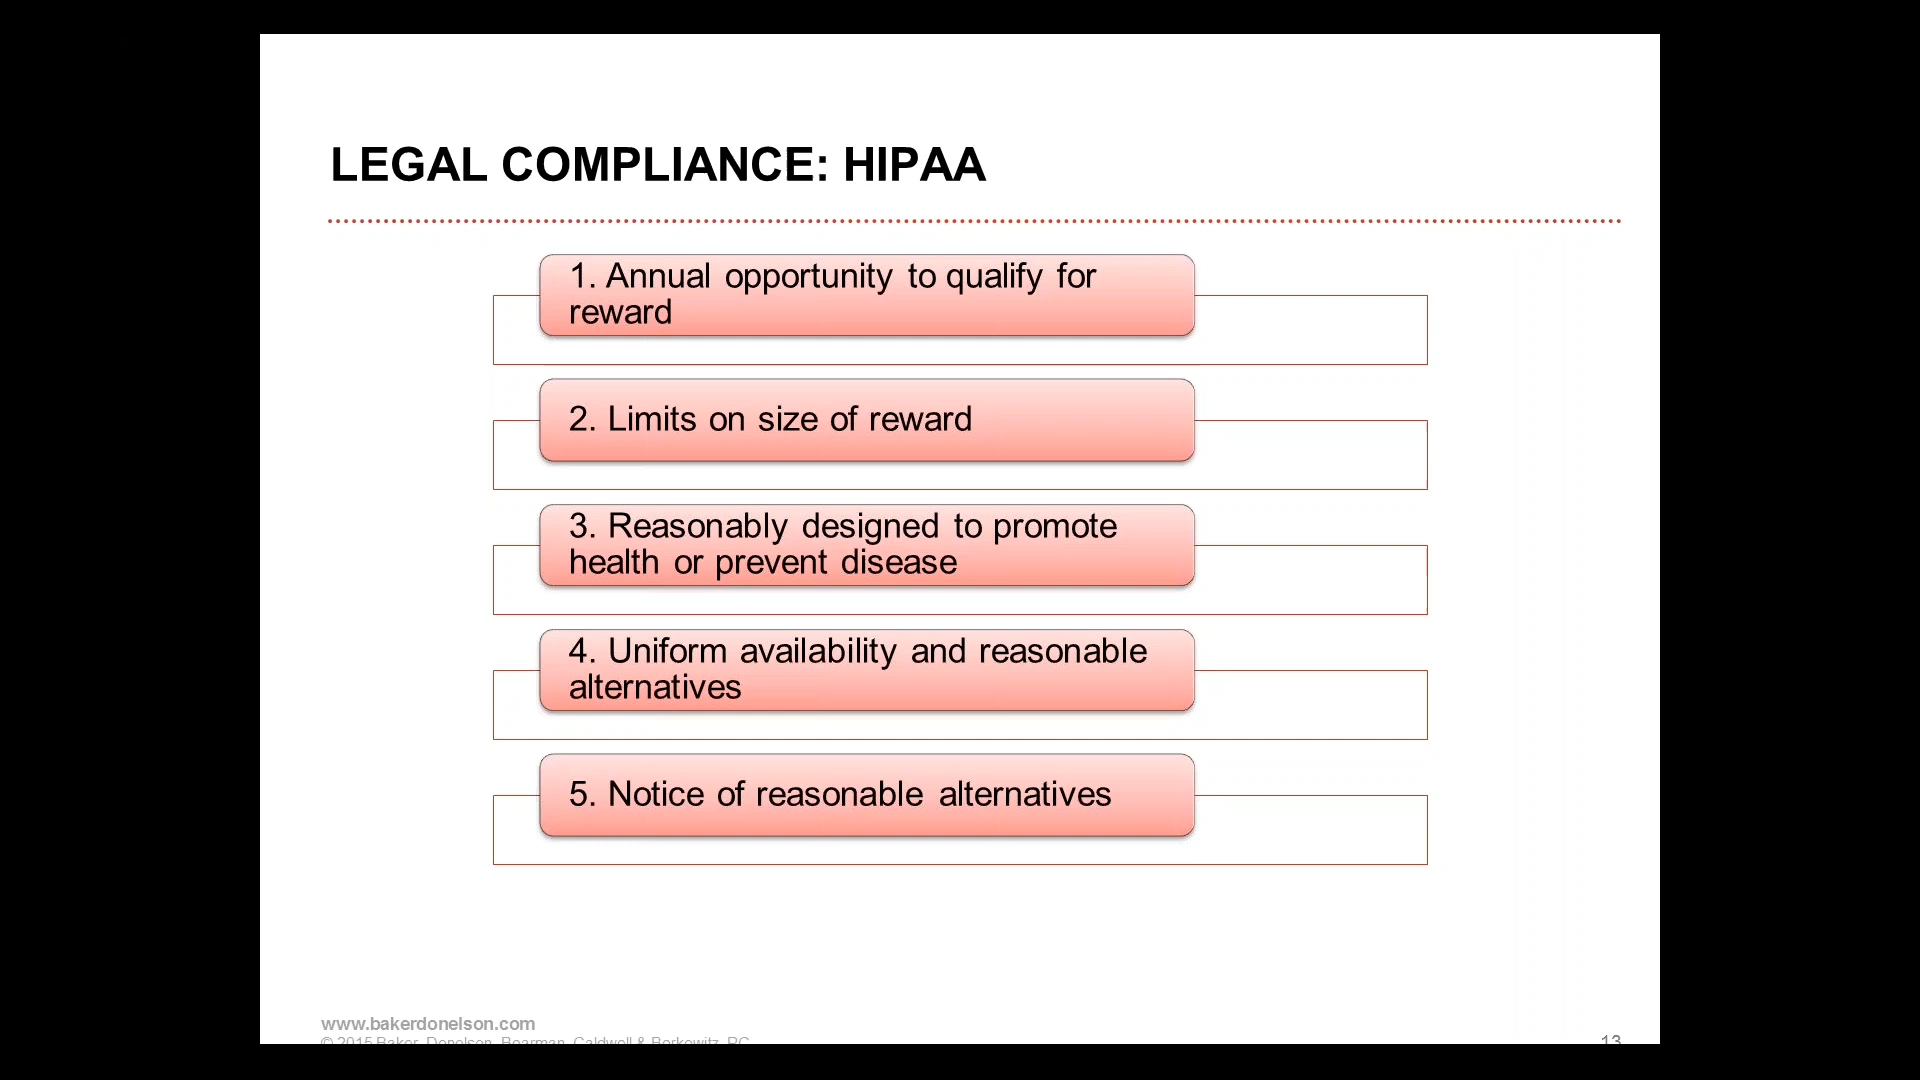 LEGAL COMPLIANCE: HIPAA
1. Annual opportunity to qualify for
reward
2. Limits on size of reward
3. Reasonably designed to promote
health or prevent disease
4. Uniform availability and reasonable
alternatives
5. Notice of reasonable alternatives
www.bakerdonelson.com
© 2015 Baker, Donelson, Bearman, Caldwell & Berkowitz, PC
13